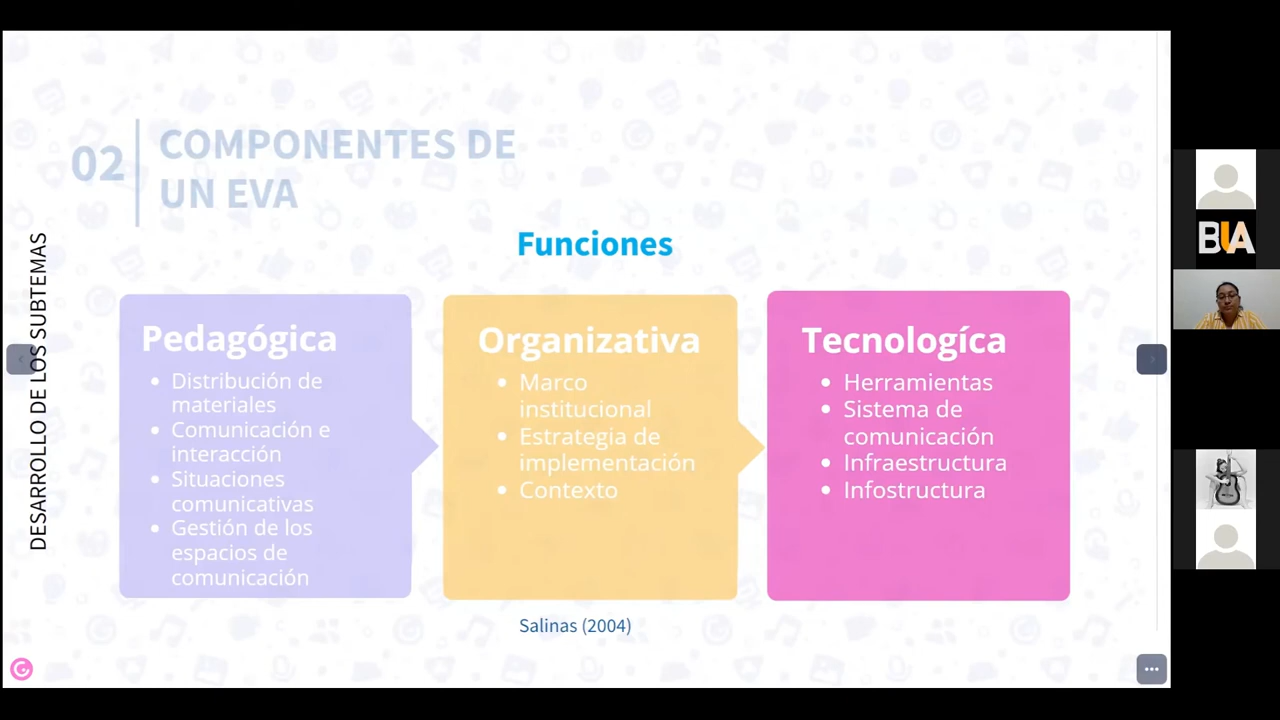 02
COMPONENTES DE
UN EVA
DESARROLLO DE LOS SUBTEMAS
Funciones
Pedagógica
• Distribución de
materiales
• Comunicación e
interacción
• Situaciones
comunicativas
• Gestión de los
espacios de
comunicación
Organizativa
• Marco
institucional
• Estrategia de
implementación
• Contexto
Tecnologíca
• Herramientas
• Sistema de
comunicación
• Infraestructura
• Infostructura
Salinas (2004)
BUA